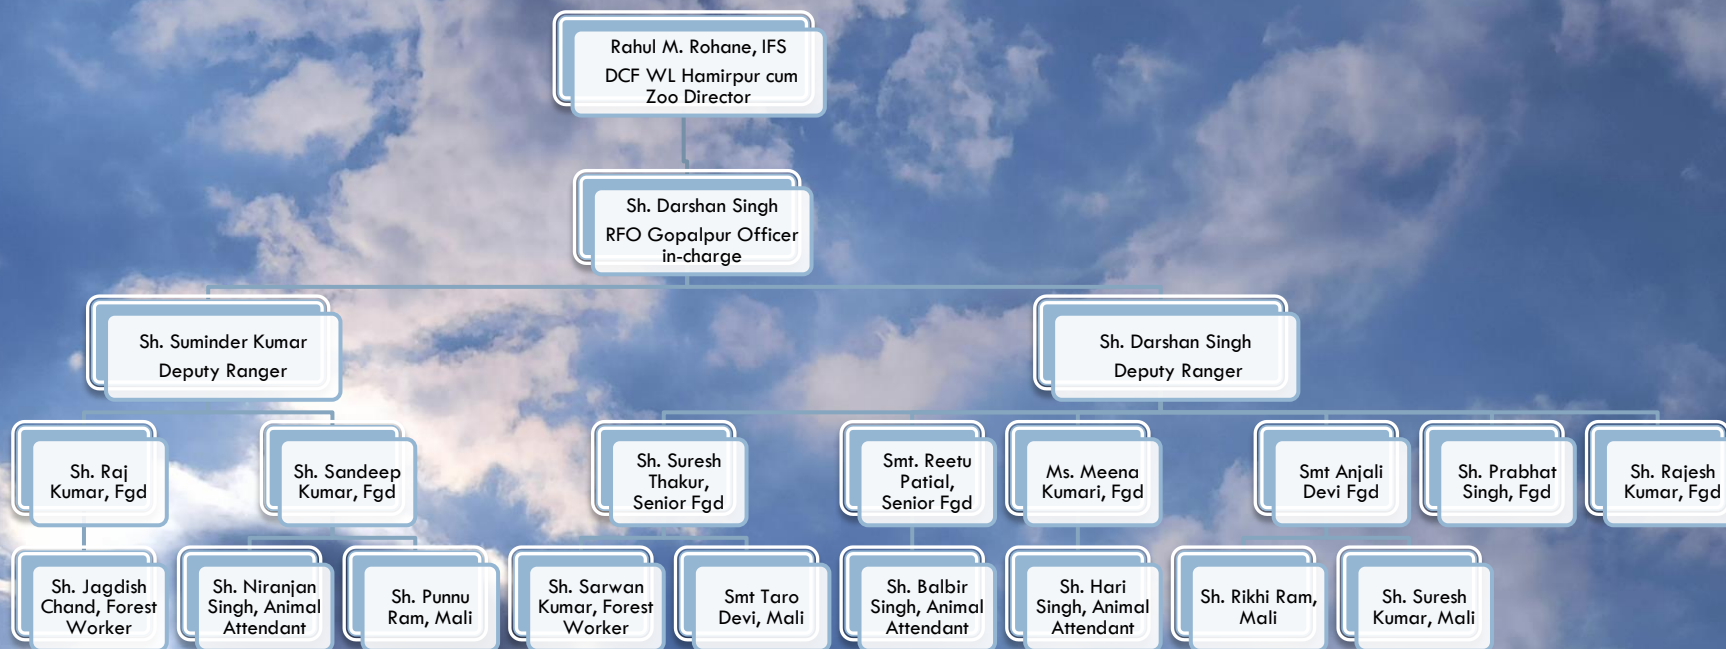 Rahul M. Rohane, IFS
DCF WL Hamirpur cum
Zoo Director
Sh. Darshan Singh
RFO Gopalpur Officer
in-charge
Sh. Suminder Kumar
Deputy Ranger
Sh. Darshan Singh
Deputy Ranger
Sh. Raj
Kumar, Fgd
Sh. Sandeep
Kumar, Fgd
Sh. Suresh
Thakur,
Senior Fgd
Smt. Reetu
Patial,
Senior Fgd
Ms. Meena
Kumari, Fgd
Smt Anjali
Devi Fgd
Sh. Prabhat
Singh, Fgd
Sh. Rajesh
Kumar, Fgd
Sh. Jagdish
Chand, Forest
Worker
Sh. Niranjan
Singh, Animal
Attendant
Sh. Punnu
Ram, Mali
Sh. Sarwan
Kumar, Forest
Worker
Smt Taro
Devi, Mali
Sh. Balbir
Singh, Animal
Attendant
Sh. Hari
Singh, Animal
Attendant
Sh. Rikhi Ram,
Mali
Sh. Suresh
Kumar, Mali